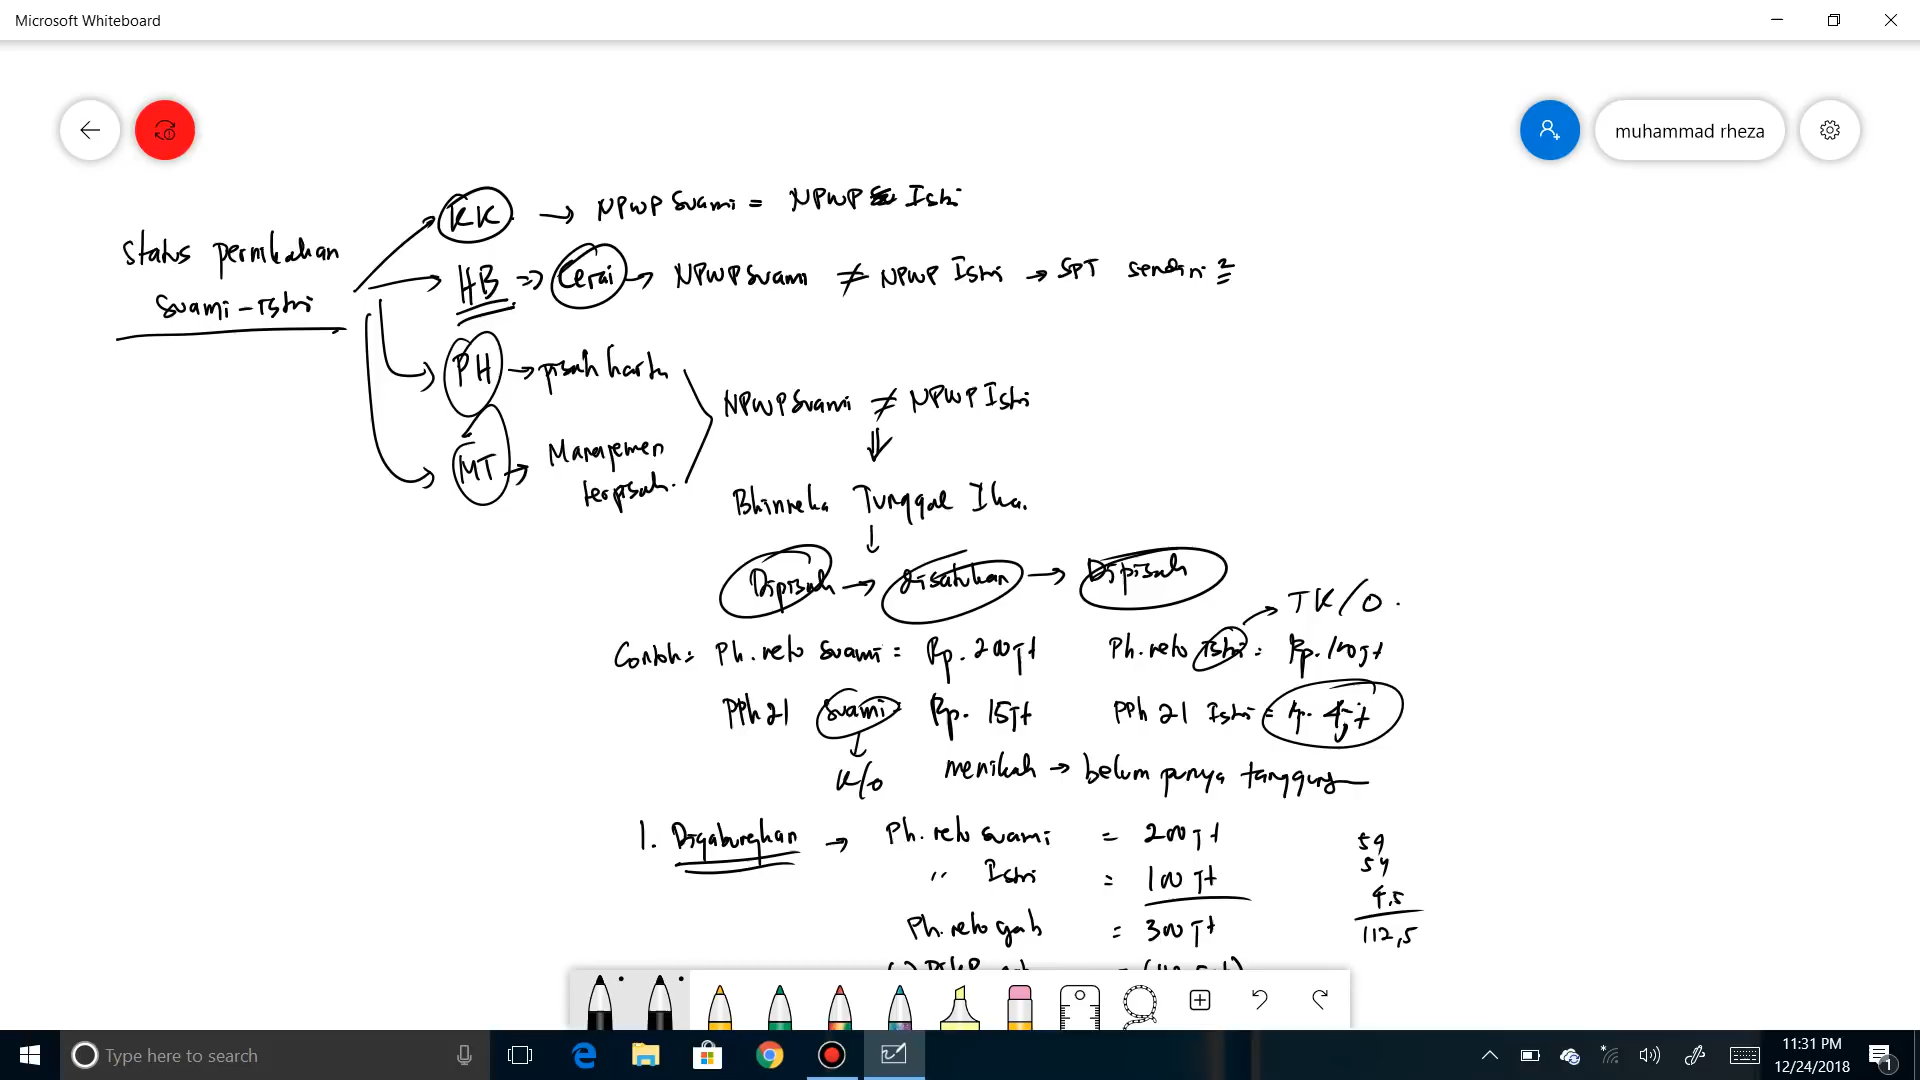 Microsoft Whiteboard
muhammad rheza
Status pernikahan
Suami - Istri
KK → NPWP Suami = NPWP Istri
HB => Cerai → NPWP Suami ≠ NPWP Istri → SPT sendiri 2
PH → pisah harta
MT → Manajemen
terpisah.
NPWP Suami ≠ NPWP Istri
Bhinneka Tunggal Ika.
Dipisah → disatukan → Dipisah
TK/0
Contoh : Ph. neto suami = Rp. 200 Jt
Ph. neto Istri = Rp. 100 Jt
PPh 21 Suami Rp. 15 Jt
PPh 21 Istri = Rp. 4 Jt
K/0
menikah → belum punya tanggung
1. Digabungkan → Ph. neto suami = 200 Jt
" Istri = 100 Jt
Ph. neto gab = 300 Jt
54
54
4,5
112,5
Type here to search
11:31 PM
12/24/2018
1